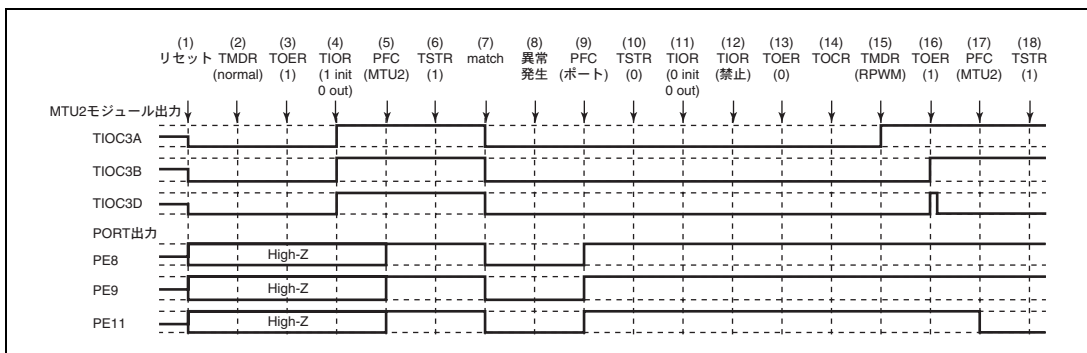 (1) (2) (3) (4) (5) (6) (7) (8) (9) (10) (11) (12) (13) (14) (15) (16) (17) (18)
リセット TMDR TOER TIOR PFC TSTR match 異常 PFC TSTR TIOR TIOR TOER TOCR TMDR TOER PFC TSTR
(normal) (1) (1 init (MTU2) (1) 発生 (ポート) (0) (0 init (禁止) (0) (RPWM) (1) (MTU2) (1)
0 out) 0 out)
MTU2モジュール出力
TIOC3A
TIOC3B
TIOC3D
PORT出力
PE8 High-Z
PE9 High-Z
PE11 High-Z